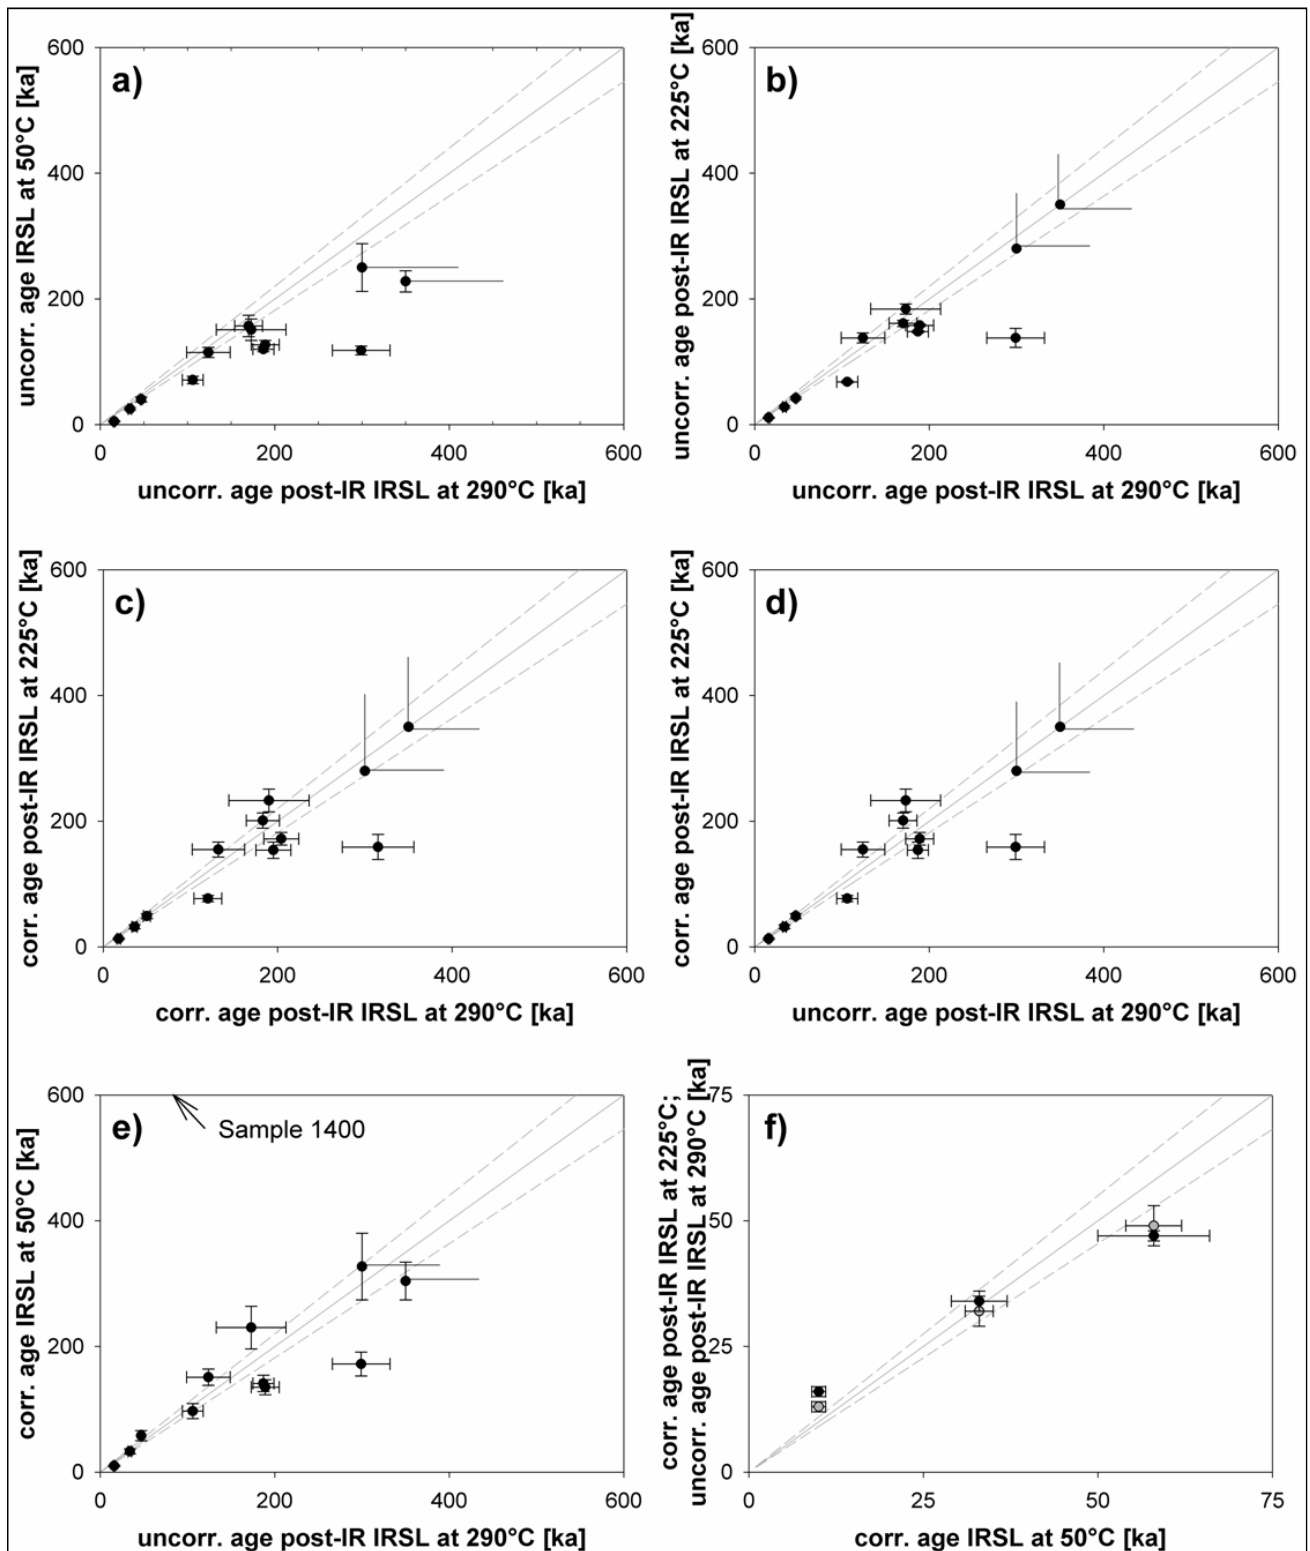 a)
uncorr. age IRSL at 50°C [ka]
600
400
200
0
0 200 400 600
uncorr. age post-IR IRSL at 290°C [ka]
b)
uncorr. age post-IR IRSL at 225°C [ka]
600
400
200
0
0 200 400 600
uncorr. age post-IR IRSL at 290°C [ka]
c)
corr. age post-IR IRSL at 225°C [ka]
600
400
200
0
0 200 400 600
corr. age post-IR IRSL at 290°C [ka]
d)
corr. age post-IR IRSL at 225°C [ka]
600
400
200
0
0 200 400 600
uncorr. age post-IR IRSL at 290°C [ka]
e)
Sample 1400
corr. age IRSL at 50°C [ka]
600
400
200
0
0 200 400 600
uncorr. age post-IR IRSL at 290°C [ka]
f)
corr. age post-IR IRSL at 225°C;
uncorr. age post-IR IRSL at 290°C [ka]
75
50
25
0
0 25 50 75
corr. age IRSL at 50°C [ka]